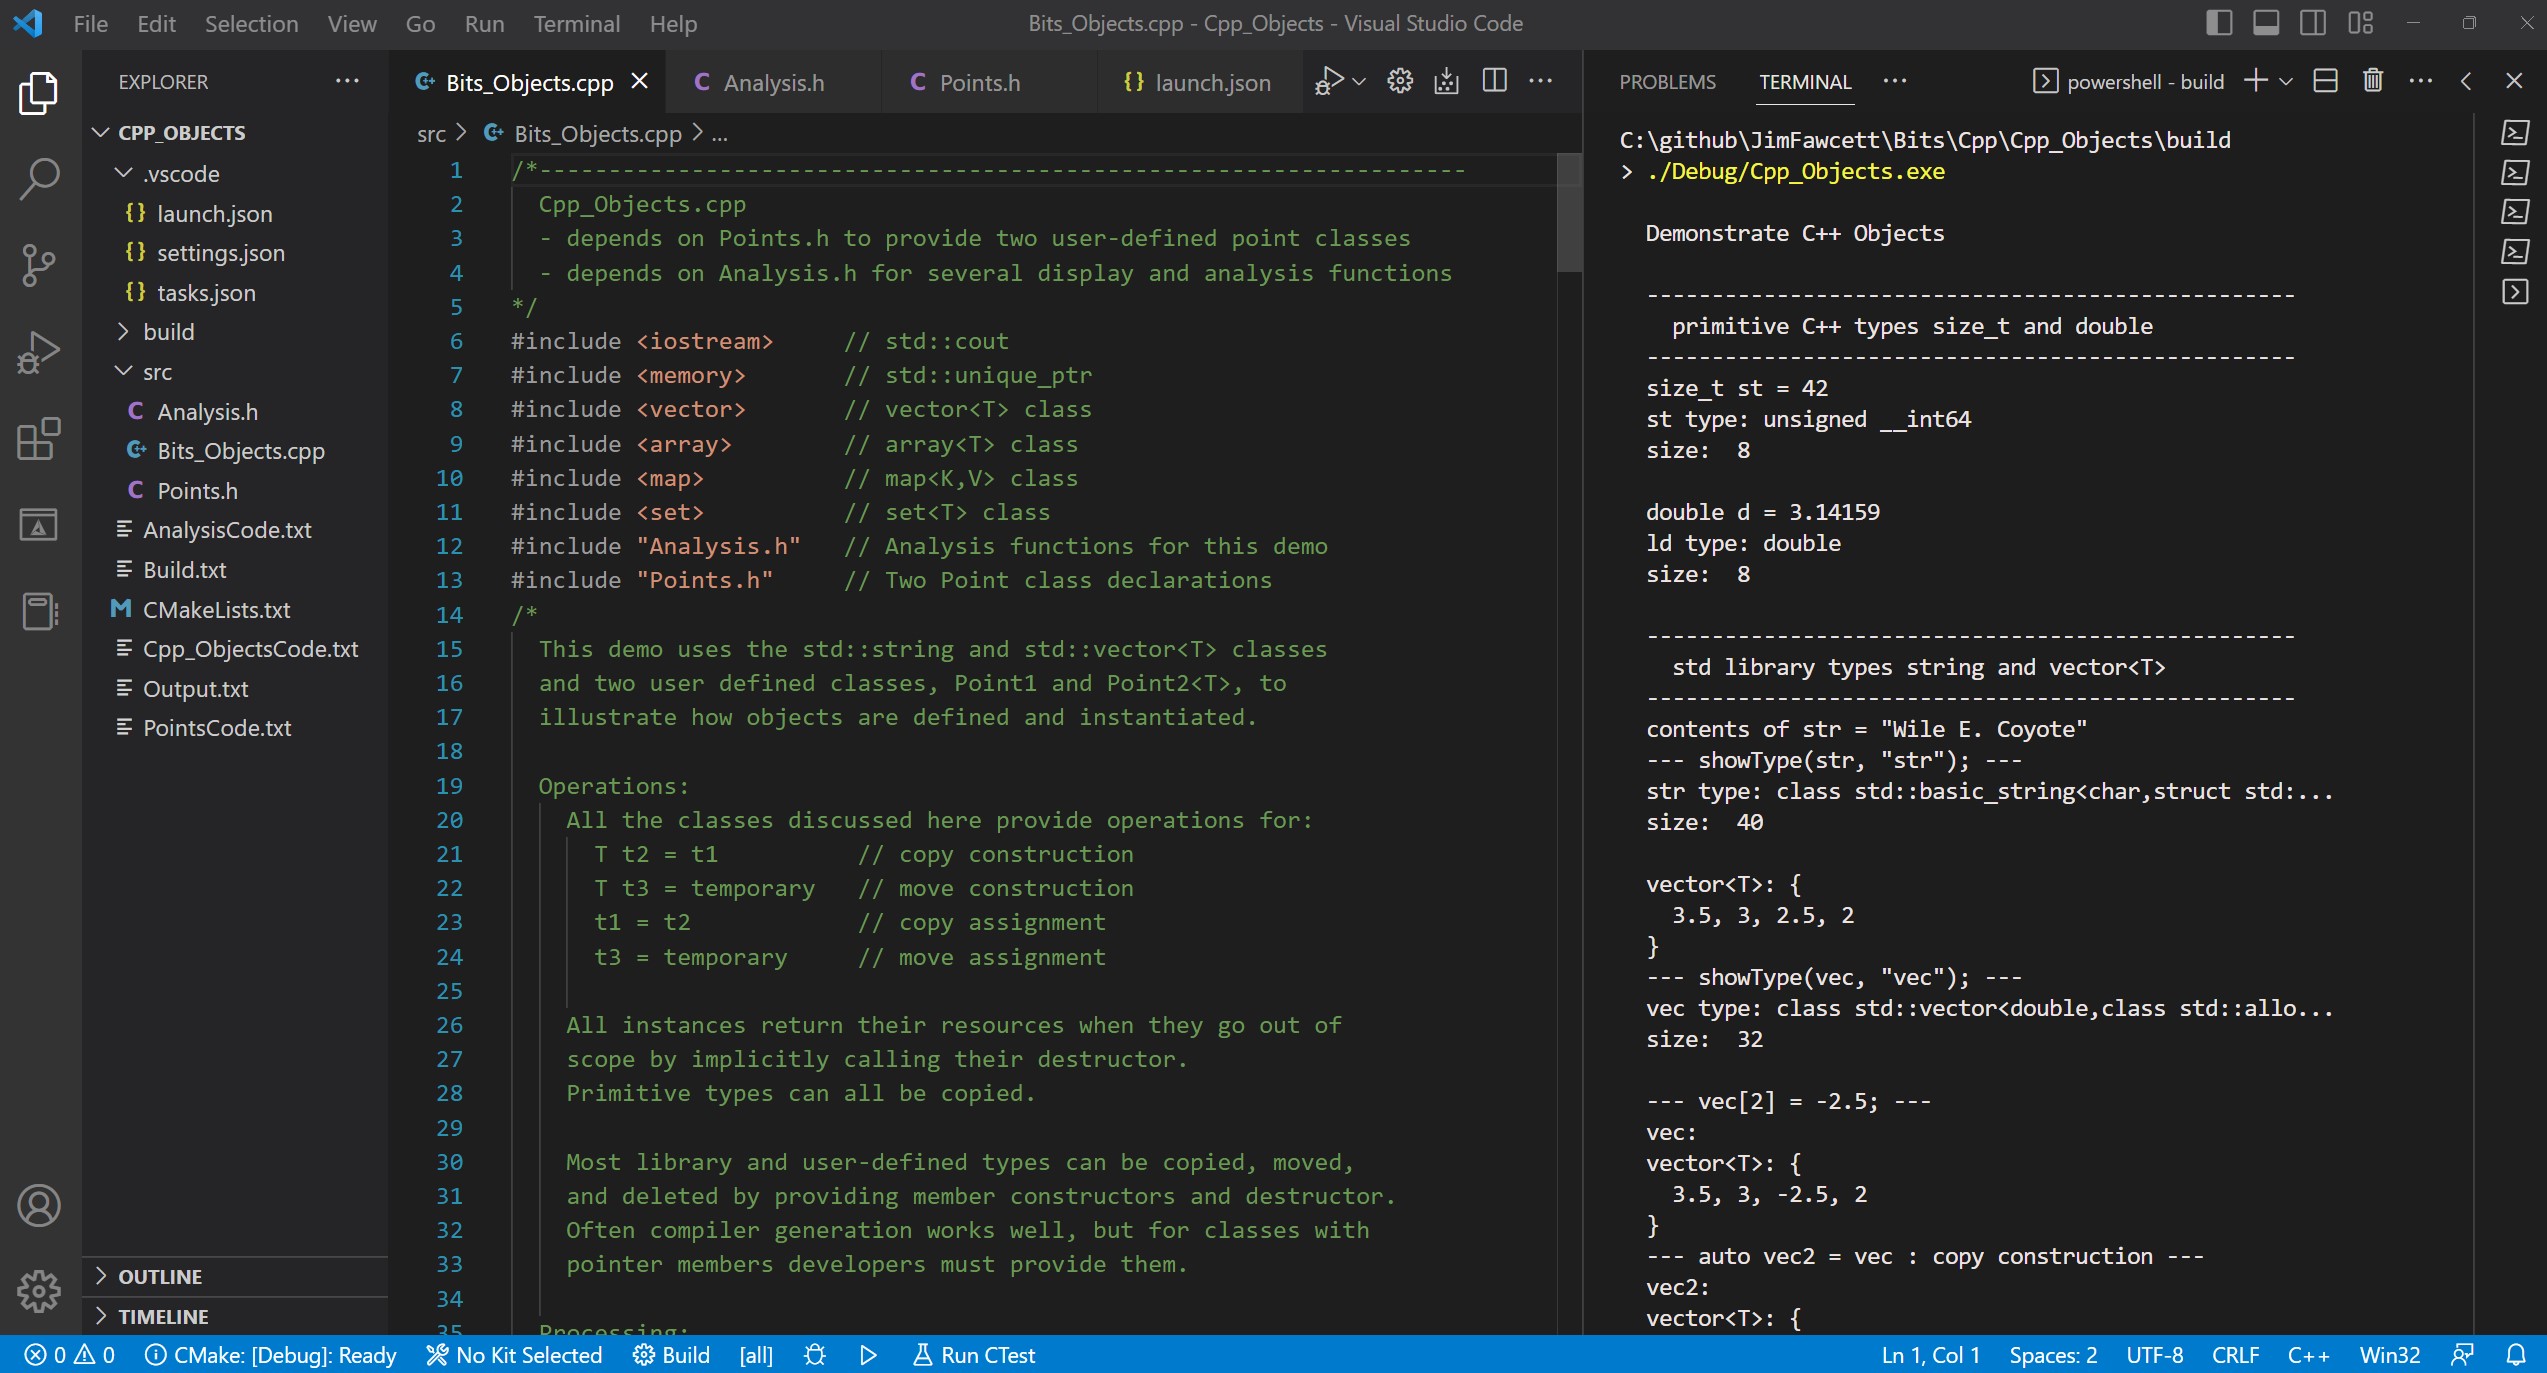 File Edit Selection View Go Run Terminal Help Bits_Objects.cpp - Cpp_Objects - Visual Studio Code
EXPLORER
CPP_OBJECTS
.vscode
{} launch.json
{} settings.json
{} tasks.json
build
src
C Analysis.h
Bits_Objects.cpp
C Points.h
AnalysisCode.txt
Build.txt
M CMakeLists.txt
Cpp_ObjectsCode.txt
Output.txt
PointsCode.txt
OUTLINE
TIMELINE
Bits_Objects.cpp C Analysis.h C Points.h {} launch.json
src > Bits_Objects.cpp > ...
1 /*-------------------------------------------------------------------
2 Cpp_Objects.cpp
3 - depends on Points.h to provide two user-defined point classes
4 - depends on Analysis.h for several display and analysis functions
5 */
6 #include <iostream> // std::cout
7 #include <memory> // std::unique_ptr
8 #include <vector> // vector<T> class
9 #include <array> // array<T> class
10 #include <map> // map<K,V> class
11 #include <set> // set<T> class
12 #include "Analysis.h" // Analysis functions for this demo
13 #include "Points.h" // Two Point class declarations
14 /*
15 This demo uses the std::string and std::vector<T> classes
16 and two user defined classes, Point1 and Point2<T>, to
17 illustrate how objects are defined and instantiated.
18
19 Operations:
20 All the classes discussed here provide operations for:
21 T t2 = t1 // copy construction
22 T t3 = temporary // move construction
23 t1 = t2 // copy assignment
24 t3 = temporary // move assignment
25
26 All instances return their resources when they go out of
27 scope by implicitly calling their destructor.
28 Primitive types can all be copied.
29
30 Most library and user-defined types can be copied, moved,
31 and deleted by providing member constructors and destructor.
32 Often compiler generation works well, but for classes with
33 pointer members developers must provide them.
34
35 Processing:
PROBLEMS TERMINAL powershell - build
C:\github\JimFawcett\Bits\Cpp\Cpp_Objects\build
> ./Debug/Cpp_Objects.exe
Demonstrate C++ Objects
--------------------------------------------------
primitive C++ types size_t and double
--------------------------------------------------
size_t st = 42
st type: unsigned __int64
size: 8
double d = 3.14159
ld type: double
size: 8
--------------------------------------------------
std library types string and vector<T>
--------------------------------------------------
contents of str = "Wile E. Coyote"
--- showType(str, "str"); ---
str type: class std::basic_string<char,struct std:...
size: 40
vector<T>: {
3.5, 3, 2.5, 2
}
--- showType(vec, "vec"); ---
vec type: class std::vector<double,class std::allo...
size: 32
--- vec[2] = -2.5; ---
vec:
vector<T>: {
3.5, 3, -2.5, 2
}
--- auto vec2 = vec : copy construction ---
vec2:
vector<T>: {
0 0 CMake: [Debug]: Ready No Kit Selected Build [all] Run CTest Ln 1, Col 1 Spaces: 2 UTF-8 CRLF C++ Win32